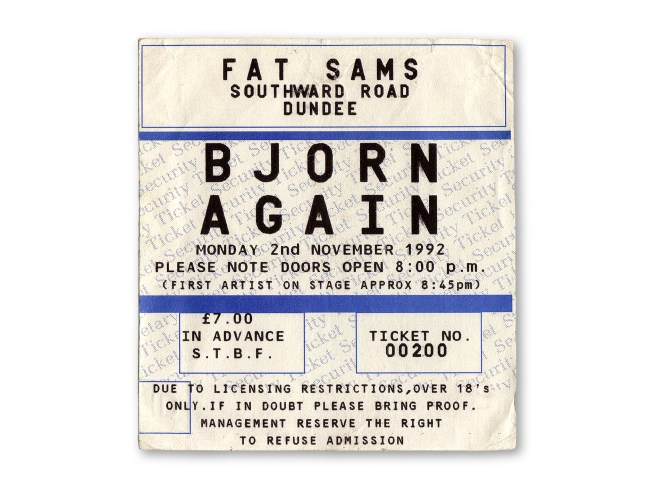 FAT SAMS
SOUTHWARD ROAD
DUNDEE
BJORN
AGAIN
MONDAY 2nd NOVEMBER 1992
PLEASE NOTE DOORS OPEN 8:00 p.m.
(FIRST ARTIST ON STAGE APPROX 8:45pm)
£7.00
IN ADVANCE
S.T.B.F.
TICKET NO.
00200
DUE TO LICENSING RESTRICTIONS,OVER 18's
ONLY.IF IN DOUBT PLEASE BRING PROOF.
MANAGEMENT RESERVE THE RIGHT
TO REFUSE ADMISSION